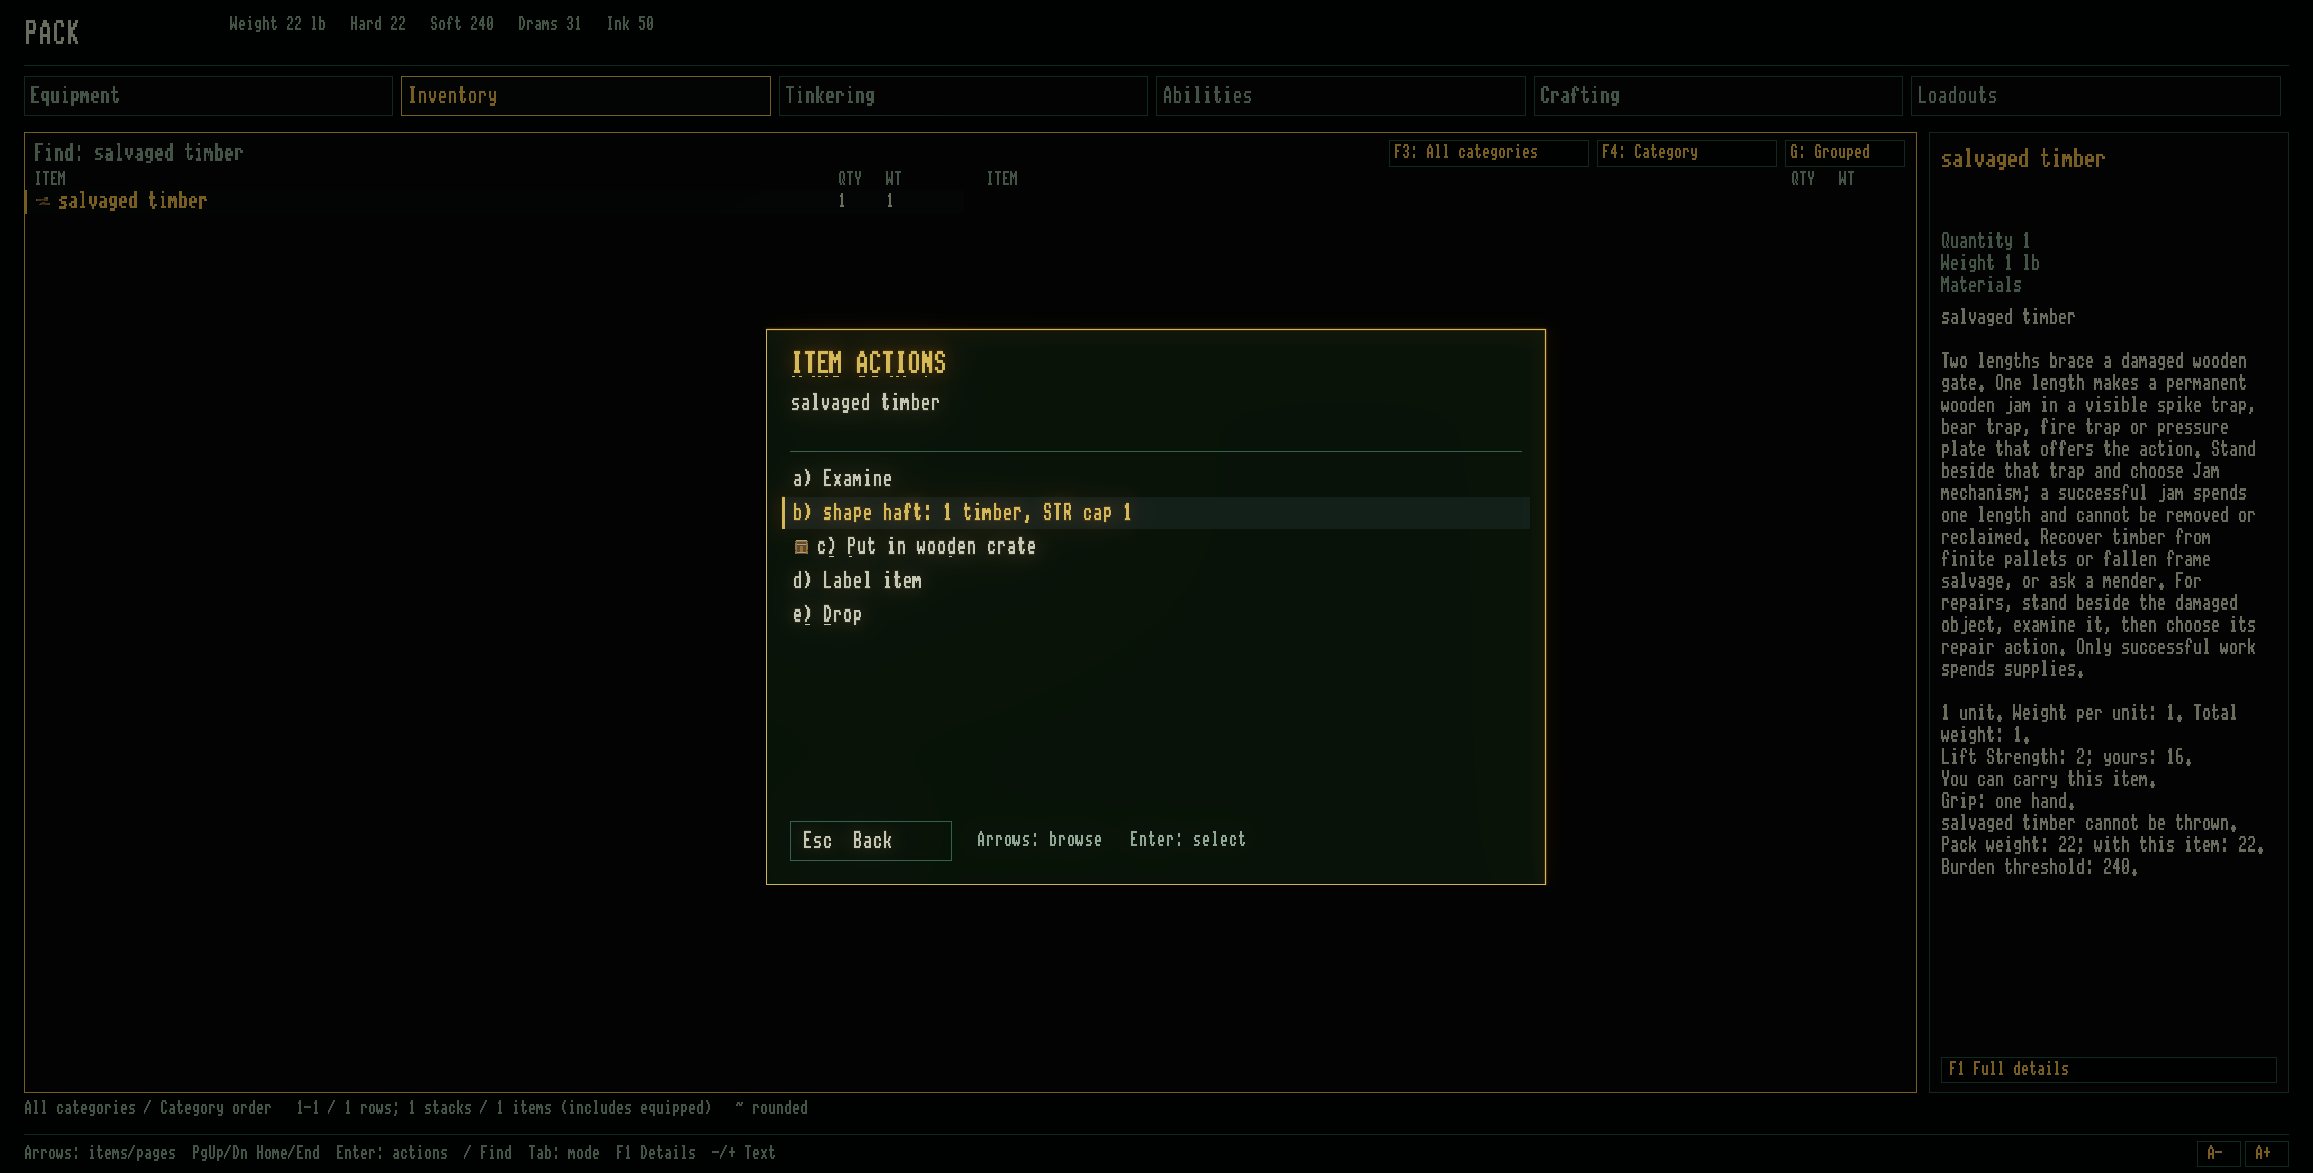 PACK
Weight 22 lb Hard 22 Soft 240 Drams 31 Ink 50
Equipment Inventory Tinkering Abilities Crafting Loadouts
Find: salvaged timber
F3: All categories F4: Category G: Grouped
ITEM QTY WT ITEM QTY WT
salvaged timber 1 1
ITEM ACTIONS
salvaged timber
a) Examine
b) shape haft: 1 timber, STR cap 1
c) Put in wooden crate
d) Label item
e) Drop
Esc Back Arrows: browse Enter: select
salvaged timber
Quantity 1
Weight 1 lb
Materials
salvaged timber
Two lengths brace a damaged wooden
gate. One length makes a permanent
wooden jam in a visible spike trap,
bear trap, fire trap or pressure
plate that offers the action. Stand
beside that trap and choose Jam
mechanism; a successful jam spends
one length and cannot be removed or
reclaimed. Recover timber from
finite pallets or fallen frame
salvage, or ask a mender. For
repairs, stand beside the damaged
object, examine it, then choose its
repair action. Only successful work
spends supplies.
1 unit. Weight per unit: 1. Total
weight: 1.
Lift Strength: 2; yours: 16.
You can carry this item.
Grip: one hand.
salvaged timber cannot be thrown.
Pack weight: 22; with this item: 22.
Burden threshold: 240.
F1 Full details
All categories / Category order 1-1 / 1 rows; 1 stacks / 1 items (includes equipped) ~ rounded
Arrows: items/pages PgUp/Dn Home/End Enter: actions / Find Tab: mode F1 Details -/+ Text
A- A+